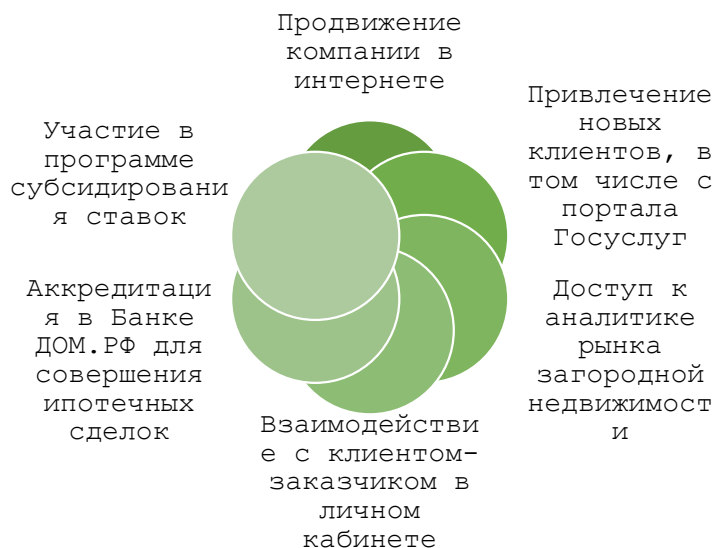 Продвижение
компании в
интернете
Привлечение
новых
клиентов, в
том числе с
портала
Госуслуг
Доступ к
аналитике
рынка
загородной
недвижимост
и
Взаимодействи
е с клиентом-
заказчиком в
личном
кабинете
Аккредитаци
я в Банке
ДОМ.РФ для
совершения
ипотечных
сделок
Участие в
программе
субсидировани
я ставок